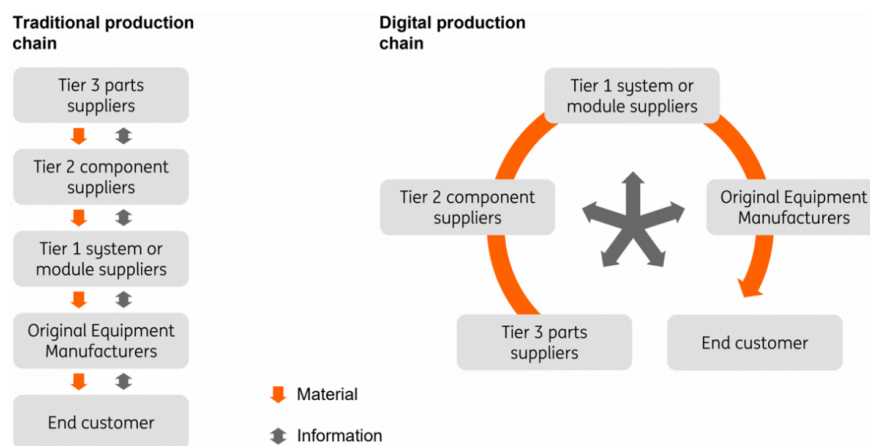 Traditional production
chain
Tier 3 parts
suppliers
Tier 2 component
suppliers
Tier 1 system or
module suppliers
Original Equipment
Manufacturers
End customer
Material
Information
Digital production
chain
Tier 1 system or
module suppliers
Tier 2 component
suppliers
Original Equipment
Manufacturers
Tier 3 parts
suppliers
End customer